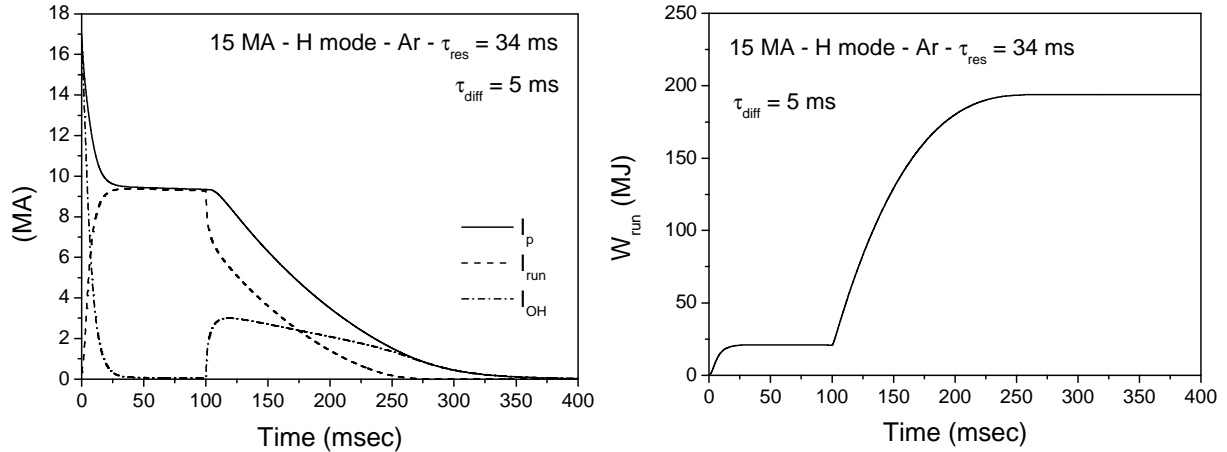 18
16
14
12
10
8
6
4
2
0
(MA)
15 MA - H mode - Ar - τres = 34 ms
τdiff = 5 ms
Ip
Irun
IOH
0 50 100 150 200 250 300 350 400
Time (msec)
250
200
150
100
50
0
Wrun (MJ)
15 MA - H mode - Ar - τres = 34 ms
τdiff = 5 ms
0 50 100 150 200 250 300 350 400
Time (msec)